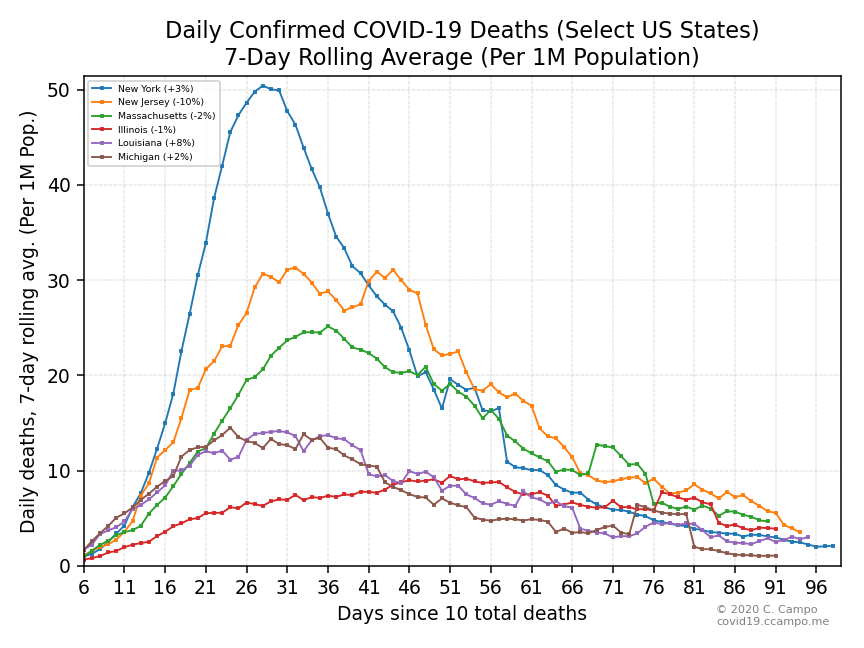 Daily Confirmed COVID-19 Deaths (Select US States)
7-Day Rolling Average (Per 1M Population)
Daily deaths, 7-day rolling avg. (Per 1M Pop.)
50
40
30
20
10
0
New York (+3%)
New Jersey (-10%)
Massachusetts (-2%)
Illinois (-1%)
Louisiana (+8%)
Michigan (+2%)
6 11 16 21 26 31 36 41 46 51 56 61 66 71 76 81 86 91 96
Days since 10 total deaths
© 2020 C. Campo
covid19.ccampo.me